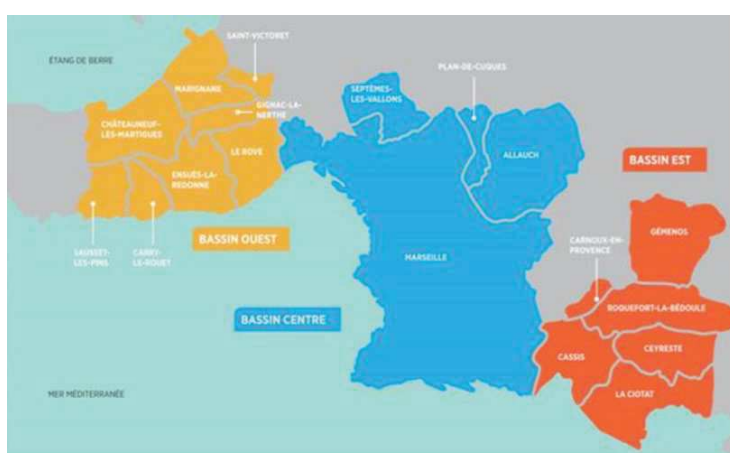 SAINT-VICTORET
ÉTANG DE BERRE
PLAN-DE-CUQUES
MARIGNANE
SEPTÈMES-
LES-VALLONS
GIGNAC-LA-
NERTHE
CHÂTEAUNEUF-
LES-MARTIGUES
LE ROVE
ALLAUCH
BASSIN EST
ENSUÈS-LA-
REDONNE
GÉMENOS
BASSIN OUEST
CARNOUX-EN-
PROVENCE
SAUSSET-
LES-PINS
CARRY-
LE-ROUET
MARSEILLE
ROQUEFORT-LA-BÉDOULE
BASSIN CENTRE
CASSIS
CEYRESTE
MER MÉDITERRANÉE
LA CIOTAT